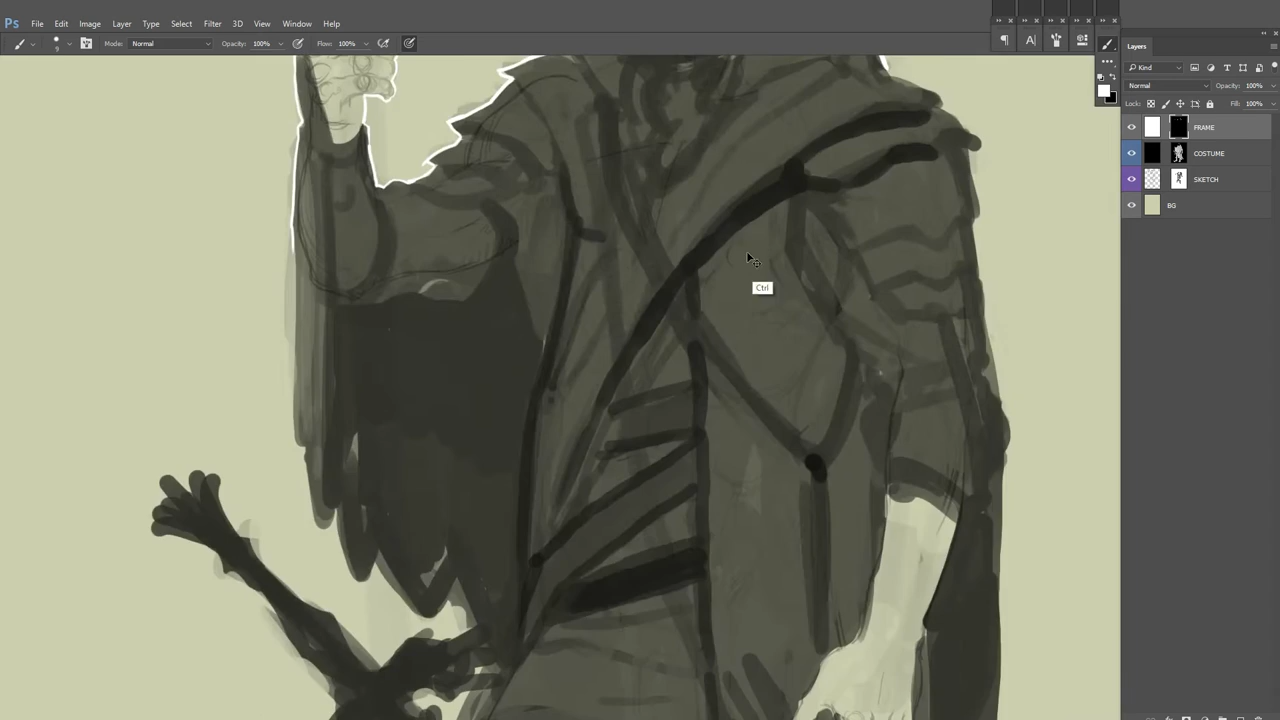 Ps File Edit Image Layer Type Select Filter 3D View Window Help
Mode: Normal Opacity: 100% Flow: 100%
A
Layers
Kind T
Normal Opacity: 100%
Lock: Fill: 100%
FRAME
COSTUME
SKETCH
BG
Ctrl